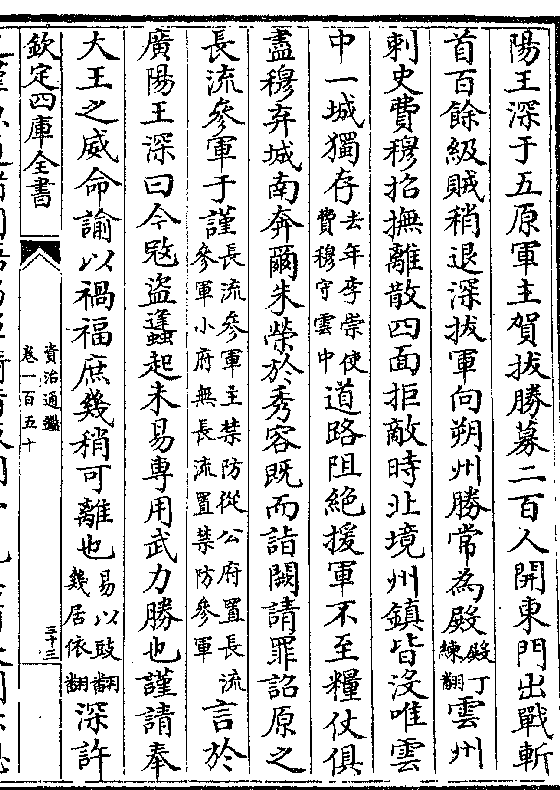 陽王深于五原軍主賀拔勝募二百人開東門出戰斬
首百餘級賊稍退深拔軍向朔州勝常為殿殿丁練翻雲州
刺史費穆招撫離散四面拒敵時北境州鎮皆沒唯雲
中一城獨存去年李崇使費穆守雲中道路阻絶援軍不至糧仗俱
盡穆弃城南奔爾朱榮於秀容既而詣闕請罪詔原之
長流參軍于謹長流參軍主禁防從公府置長流參軍小府無長流置禁防參軍言於
廣陽王深曰今㓂盜蠭起未易專用武力勝也謹請奉
大王之威命諭以禍福庶幾稍可離也易以豉翻幾居依翻深許
欽定四庫全書
資治通鑑
卷一百五十
三十三